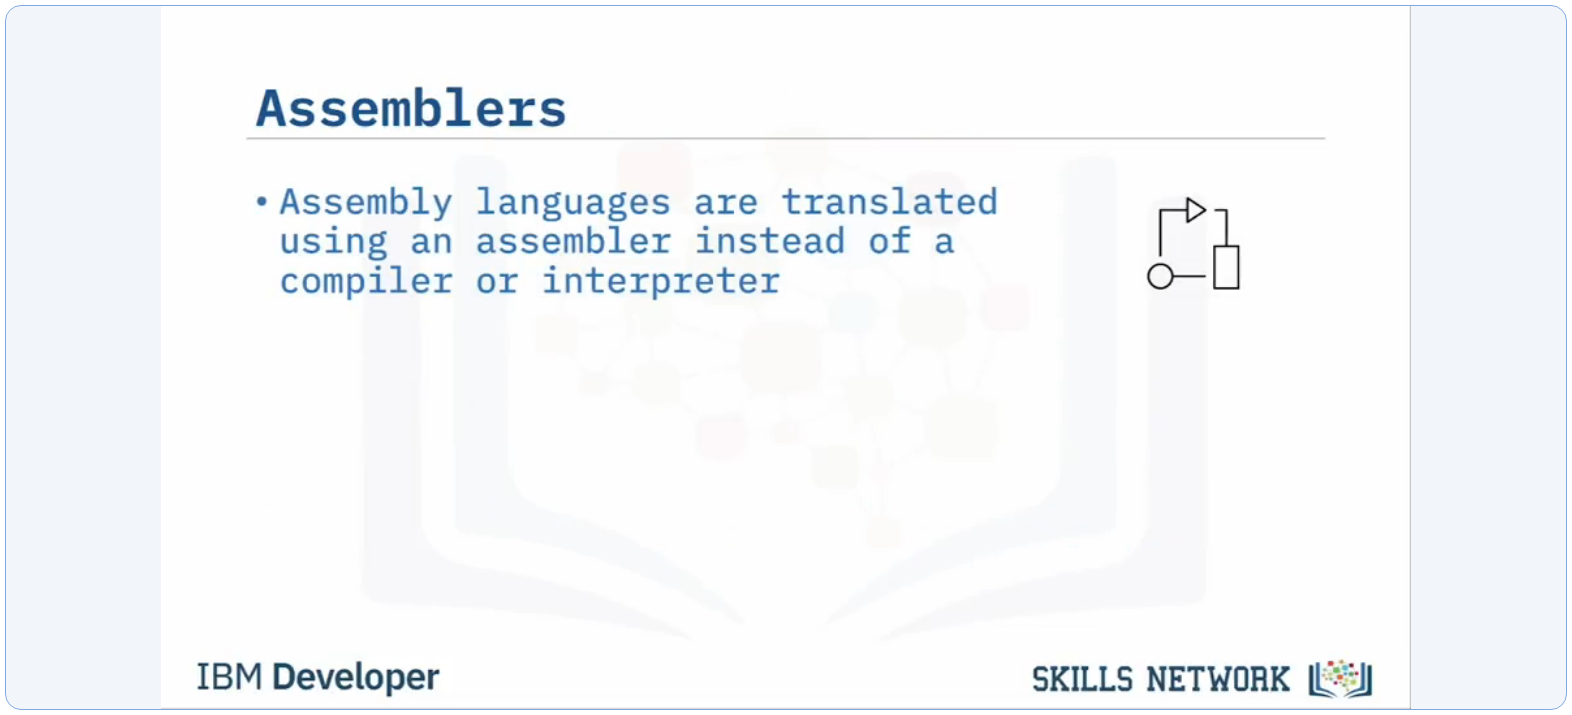 Assemblers
• Assembly languages are translated
using an assembler instead of a
compiler or interpreter
IBM Developer
SKILLS NETWORK